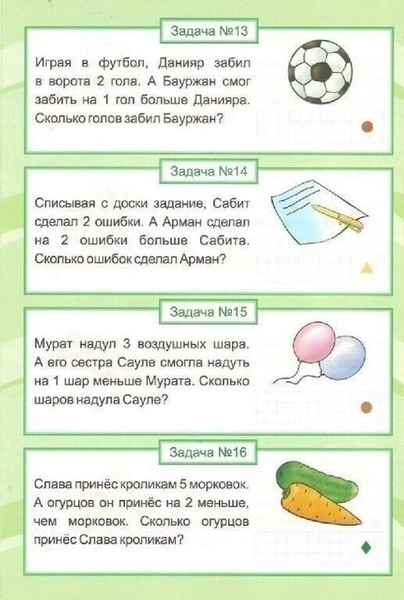 Задача №13
Играя в футбол, Данияр забил
в ворота 2 гола. А Бауржан смог
забить на 1 гол больше Данияра.
Сколько голов забил Бауржан?
Задача №14
Списывая с доски задание, Сабит
сделал 2 ошибки. А Арман сделал
на 2 ошибки больше Сабита.
Сколько ошибок сделал Арман?
Задача №15
Мурат надул 3 воздушных шара.
А его сестра Сауле смогла надуть
на 1 шар меньше Мурата. Сколько
шаров надула Сауле?
Задача №16
Слава принёс кроликам 5 морковок.
А огурцов он принёс на 2 меньше,
чем морковок. Сколько огурцов
принёс Слава кроликам?